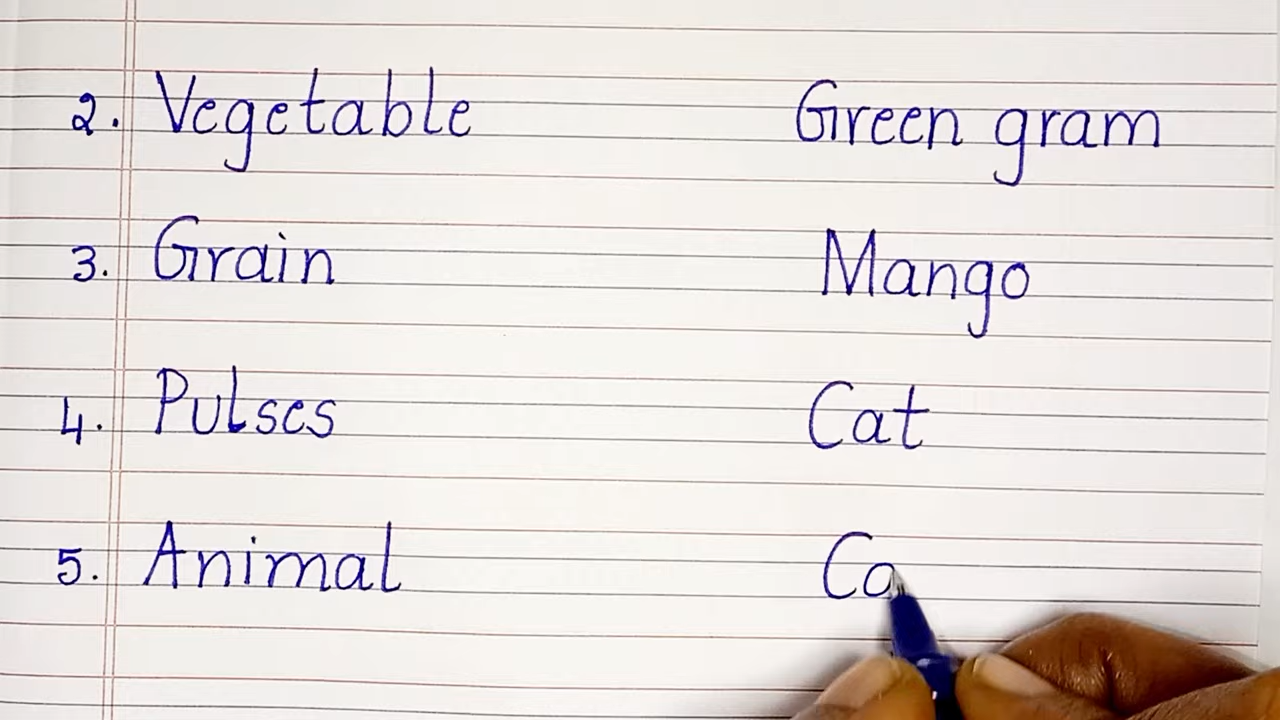 2. Vegetable Green gram
3. Grain Mango
4. Pulses Cat
5. Animal